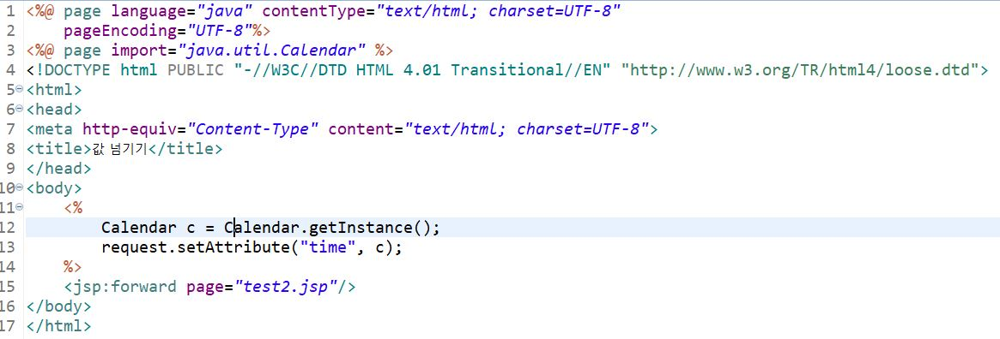 1 <%@ page language="java" contentType="text/html; charset=UTF-8"
2     pageEncoding="UTF-8"%>
3 <%@ page import="java.util.Calendar" %>
4 <!DOCTYPE html PUBLIC "-//W3C//DTD HTML 4.01 Transitional//EN" "http://www.w3.org/TR/html4/loose.dtd">
5 <html>
6 <head>
7 <meta http-equiv="Content-Type" content="text/html; charset=UTF-8">
8 <title>값 넘기기</title>
9 </head>
10 <body>
11     <%
12         Calendar c = Calendar.getInstance();
13         request.setAttribute("time", c);
14     %>
15     <jsp:forward page="test2.jsp"/>
16 </body>
17 </html>